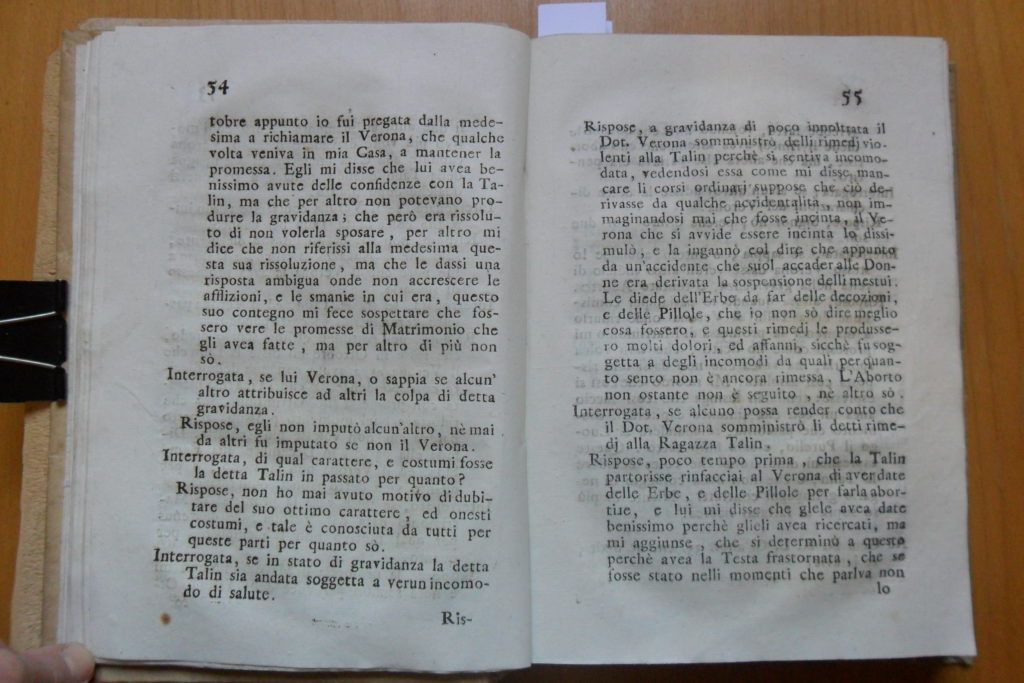 54
tobre appunto io fui pregata dalla mede-
sima a richiamare il Verona, che qualche
volta veniva in mia Casa, a mantener la
promessa. Egli mi disse che lui avea be-
nissimo avute delle confidenze con la Ta-
lin, ma che per altro non potevano pro-
durre la gravidanza; che però era rissolu-
to di non volerla sposare, per altro mi
dice che non riferissi alla medesima que-
sta sua rissoluzione, ma che le dassi una
risposta ambigua onde non accrescere le
afflizioni, e le smanie in cui era, questo
suo contegno mi fece sospettare che fos-
sero vere le promesse di Matrimonio che
gli avea fatte, ma per altro di più non
sò.
Interrogata, se lui Verona, o sappia se alcun'
altro attribuisce ad altri la colpa di detta
gravidanza.
Rispose, egli non imputò alcun'altro, nè mai
da altri fu imputato se non il Verona.
Interrogata, di qual carattere, e costumi fosse
la detta Talin in passato per quanto?
Rispose, non ho mai avuto motivo di dubi-
tare del suo ottimo carattere, ed onesti
costumi, e tale è conosciuta da tutti per
queste parti per quanto sò.
Interrogata, se in stato di gravidanza la detta
Talin sia andata soggetta a verun incomo-
do di salute.
Ris-
55
Rispose, a gravidanza di poco innoltrata il
Dot. Verona somministrò delli rimedj vio-
lenti alla Talin perchè si sentiva incomo-
data, vedendosi essa come mi disse man-
care li corsi ordinarj suppose che ciò de-
rivasse da qualche accidentalità, non im-
maginandosi mai che fosse incinta, il Ve-
rona che si avvide essere incinta lo dissi-
mulò, e la ingannò col dire che appunto
da un'accidente che suol accader alle Don-
ne era derivata la sospensione delli mestui.
Le diede dell'Erbe da far delle decozioni,
e delle Pillole, che io non sò dire meglio
cosa fossero, e questi rimedj le produsse-
ro molti dolori, ed affanni, sicchè fu sog-
getta a degli incomodi da quali per quan-
to sento non è ancora rimessa. L'Aborto
non ostante non è seguito, nè altro sò.
Interrogata, se alcuno possa render conto che
il Dot. Verona somministrò li detti rime-
dj alla Ragazza Talin.
Rispose, poco tempo prima, che la Talin
partorisse rinfacciai al Verona di aver date
delle Erbe, e delle Pillole per farla abor-
tire, e lui mi disse che glele avea date
benissimo perchè glieli avea ricercati, ma
mi aggiunse, che si determinò a questo
perchè avea la Testa frastornata, che se
fosse stato nelli momenti che parlva non
lo